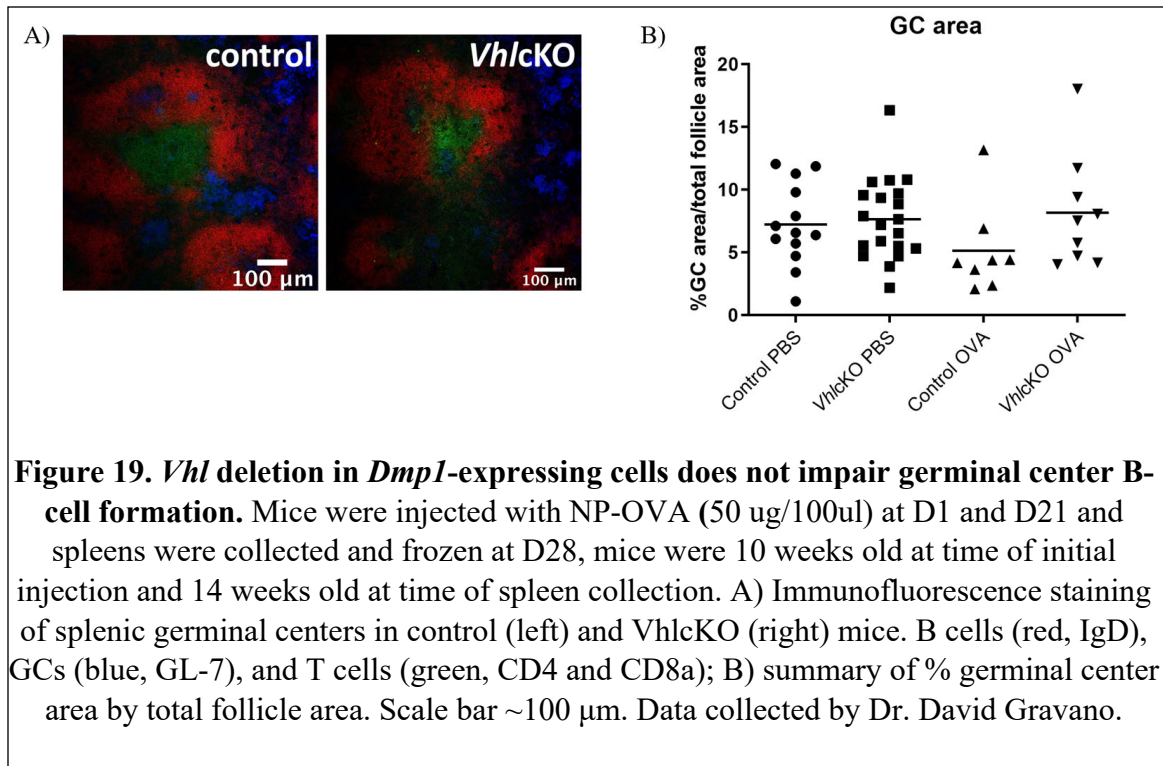 A)
control
VhlcKO
100 μm
100 μm
B)
GC area
%GC area/total follicle area
20
15
10
5
0
Control PBS
VhlcKO PBS
Control OVA
VhlcKO OVA
Figure 19. Vhl deletion in Dmp1-expressing cells does not impair germinal center B-
cell formation. Mice were injected with NP-OVA (50 ug/100ul) at D1 and D21 and
spleens were collected and frozen at D28, mice were 10 weeks old at time of initial
injection and 14 weeks old at time of spleen collection. A) Immunofluorescence staining
of splenic germinal centers in control (left) and VhlcKO (right) mice. B cells (red, IgD),
GCs (blue, GL-7), and T cells (green, CD4 and CD8a); B) summary of % germinal center
area by total follicle area. Scale bar ~100 μm. Data collected by Dr. David Gravano.